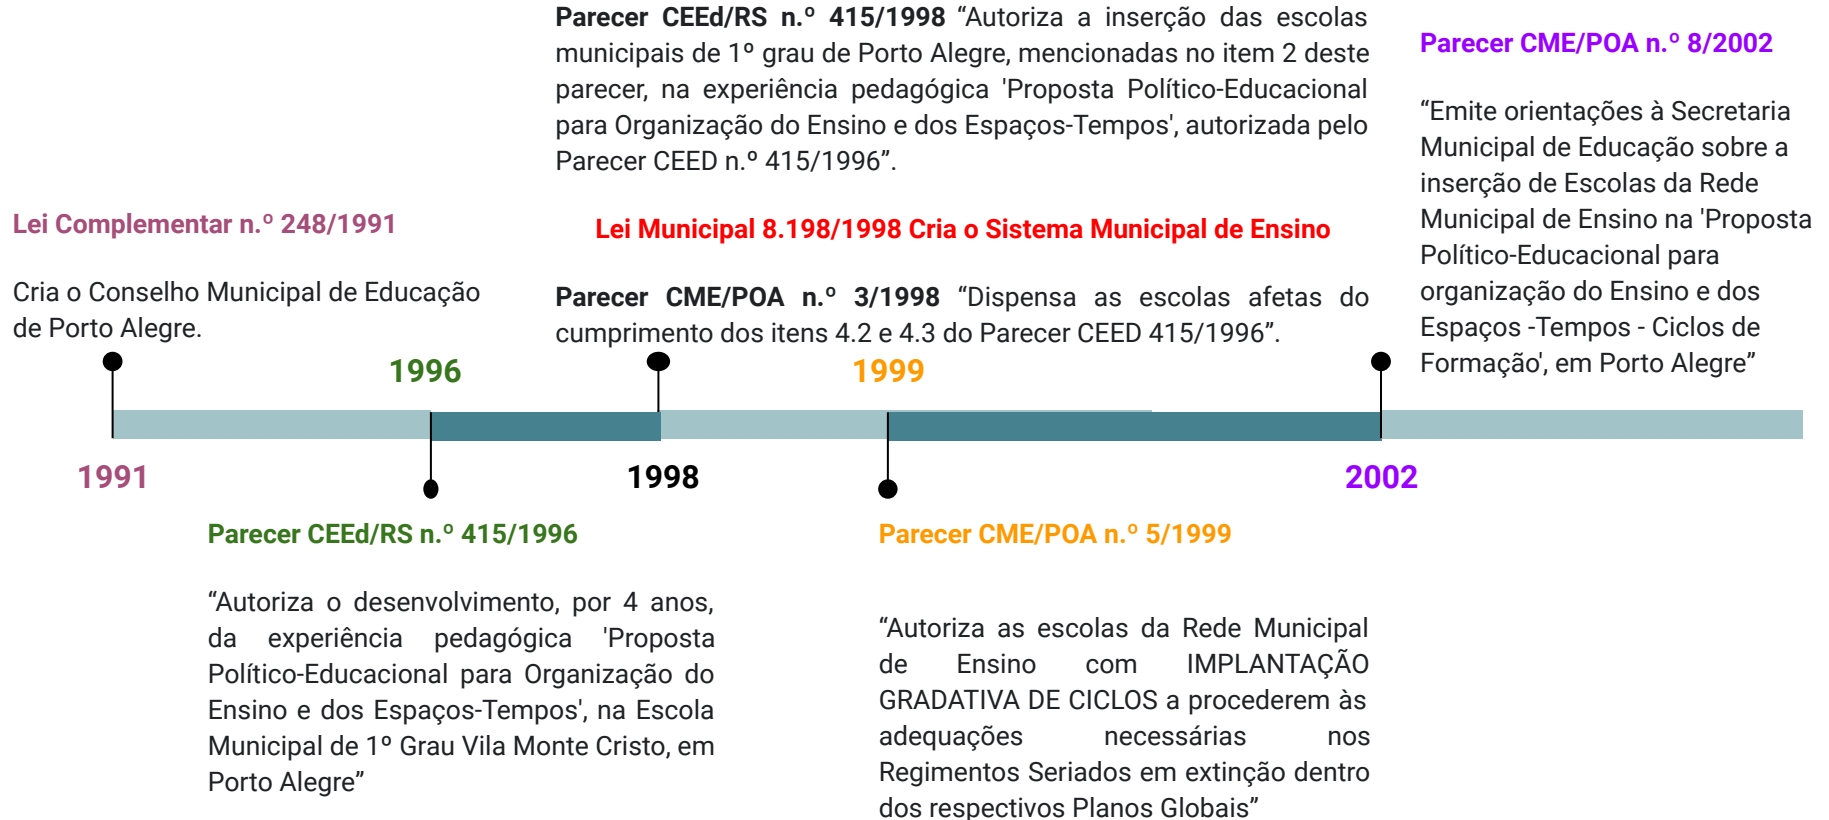 Lei Complementar n.º 248/1991
Cria o Conselho Municipal de Educação
de Porto Alegre.
1991
1996
Parecer CEEd/RS n.º 415/1996
“Autoriza o desenvolvimento, por 4 anos,
da experiência pedagógica 'Proposta
Político-Educacional para Organização do
Ensino e dos Espaços-Tempos', na Escola
Municipal de 1º Grau Vila Monte Cristo, em
Porto Alegre”
Parecer CEEd/RS n.º 415/1998 “Autoriza a inserção das escolas
municipais de 1º grau de Porto Alegre, mencionadas no item 2 deste
parecer, na experiência pedagógica 'Proposta Político-Educacional
para Organização do Ensino e dos Espaços-Tempos', autorizada pelo
Parecer CEED n.º 415/1996”.
Lei Municipal 8.198/1998 Cria o Sistema Municipal de Ensino
Parecer CME/POA n.º 3/1998 “Dispensa as escolas afetas do
cumprimento dos itens 4.2 e 4.3 do Parecer CEED 415/1996”.
1998
1999
Parecer CME/POA n.º 5/1999
“Autoriza as escolas da Rede Municipal
de Ensino com IMPLANTAÇÃO
GRADATIVA DE CICLOS a procederem às
adequações necessárias nos
Regimentos Seriados em extinção dentro
dos respectivos Planos Globais”
Parecer CME/POA n.º 8/2002
“Emite orientações à Secretaria
Municipal de Educação sobre a
inserção de Escolas da Rede
Municipal de Ensino na 'Proposta
Político-Educacional para
organização do Ensino e dos
Espaços -Tempos - Ciclos de
Formação', em Porto Alegre”
2002